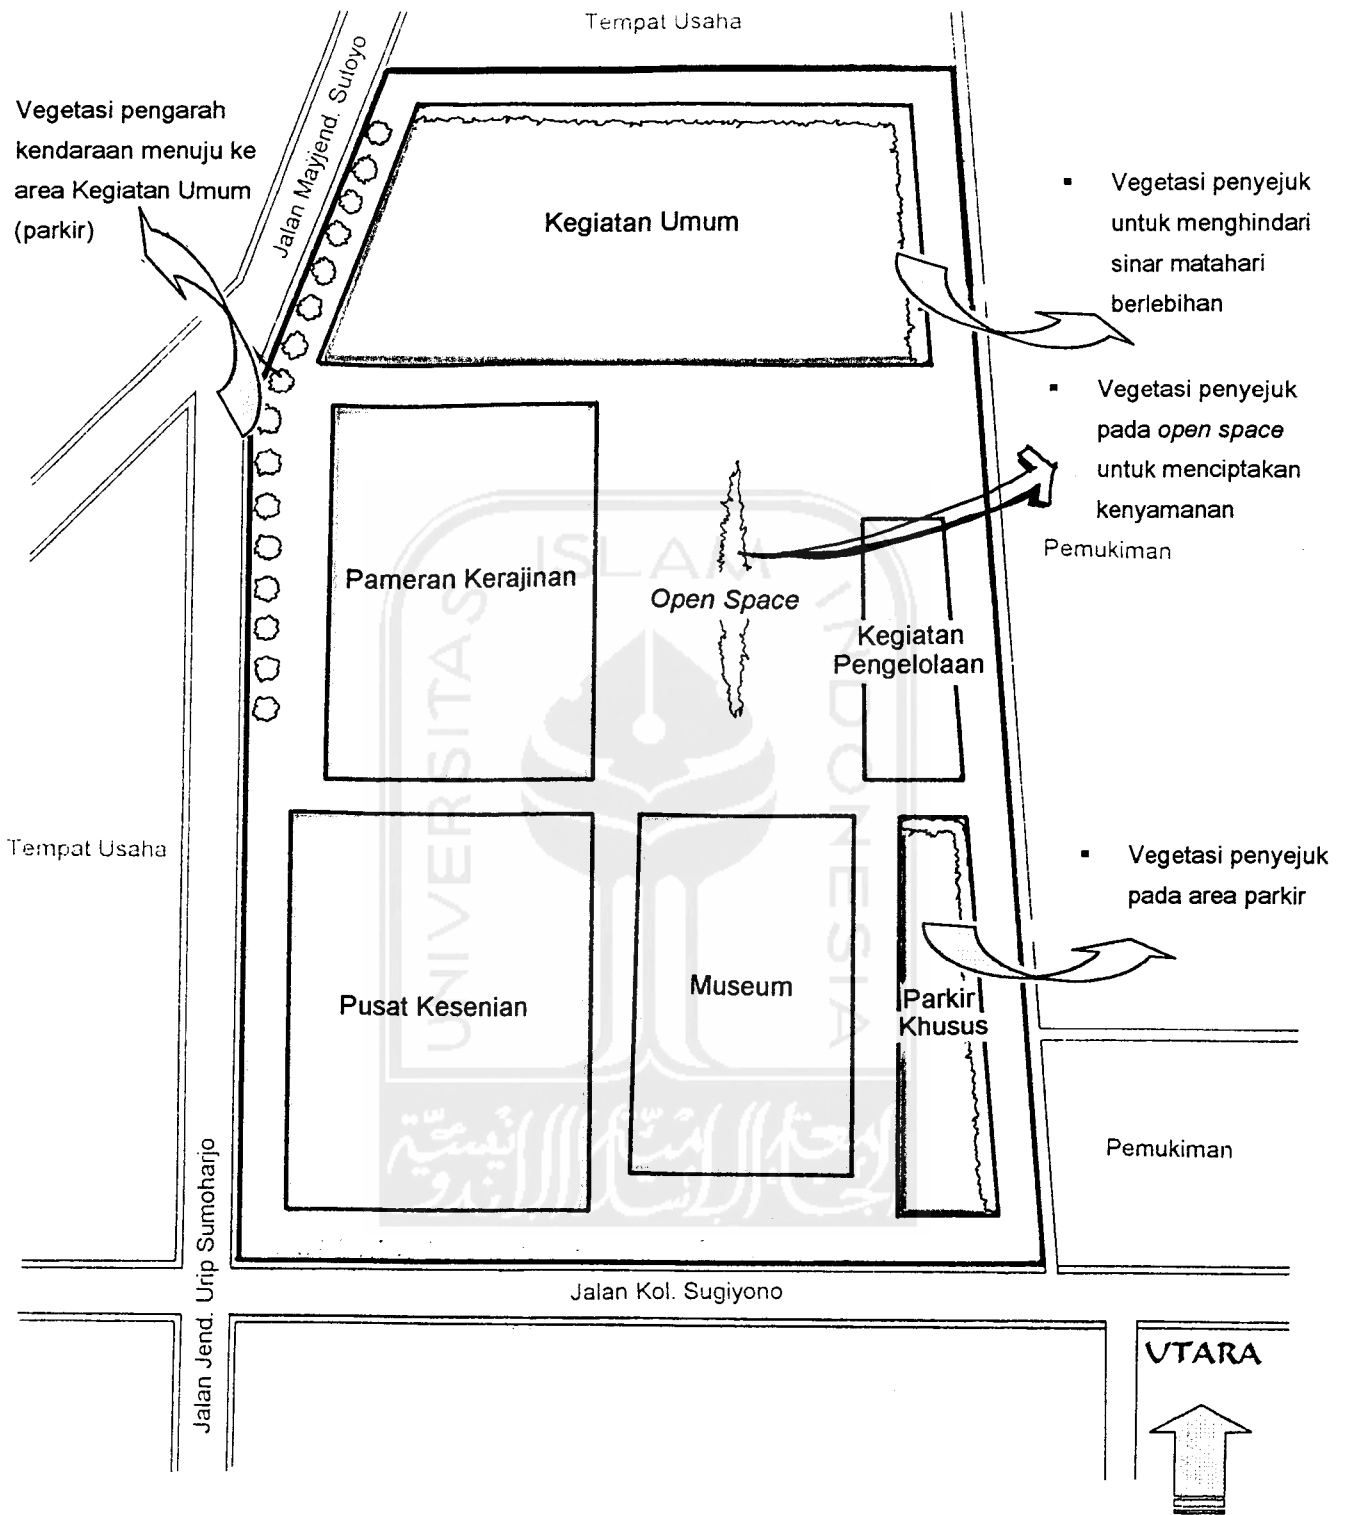 Tempat Usaha
Vegetasi pengarah
kendaraan menuju ke
area Kegiatan Umum
(parkir)
Jalan Mayjend. Sutoyo
Kegiatan Umum
▪ Vegetasi penyejuk
untuk menghindari
sinar matahari
berlebihan
▪ Vegetasi penyejuk
pada open space
untuk menciptakan
kenyamanan
Pemukiman
Pameran Kerajinan
Open Space
Kegiatan
Pengelolaan
Tempat Usaha
▪ Vegetasi penyejuk
pada area parkir
Pusat Kesenian
Museum
Parkir
Khusus
Pemukiman
Jalan Jend. Urip Sumoharjo
Jalan Kol. Sugiyono
UTARA
UNIVERSITAS
ISLAM
INDONESIA